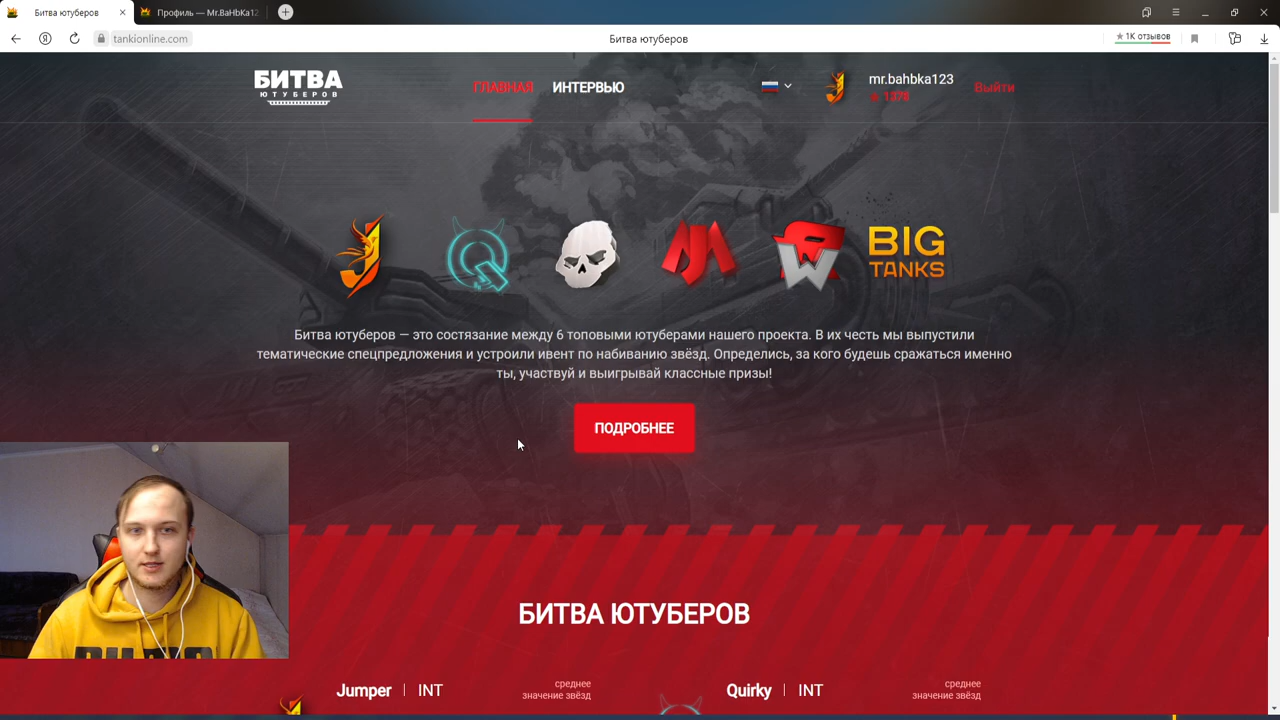 Битва ютуберов
Профиль — Mr.BaHbKa12
tankionline.com
Битва ютуберов
1К отзывов
БИТВА
ЮТУБЕРОВ
ГЛАВНАЯ
ИНТЕРВЬЮ
mr.bahbka123
1378
Выйти
BIG
TANKS
Битва ютуберов — это состязание между 6 топовыми ютуберами нашего проекта. В их честь мы выпустили
тематические спецпредложения и устроили ивент по набиванию звёзд. Определись, за кого будешь сражаться именно
ты, участвуй и выигрывай классные призы!
ПОДРОБНЕЕ
БИТВА ЮТУБЕРОВ
Jumper | INT
среднее
значение звёзд
Quirky | INT
среднее
значение звёзд